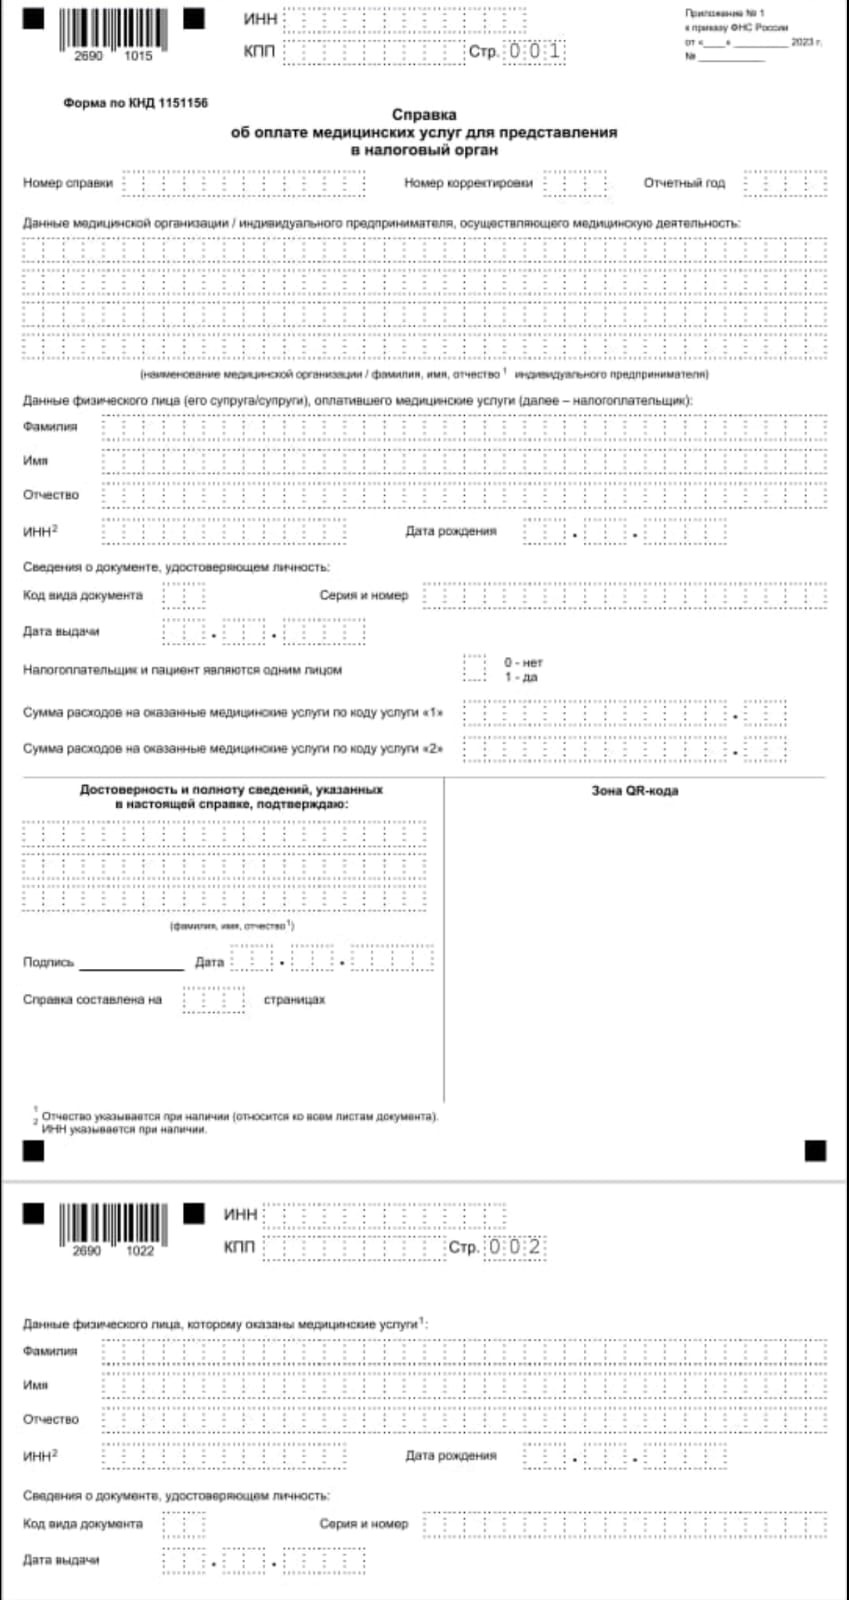 ИНН
Приложение № 1
к приказу ФНС России
от «____» __________ 2023 г.
№ ____________
2690 1015
КПП Стр. 001
Форма по КНД 1151156
Справка
об оплате медицинских услуг для представления
в налоговый орган
Номер справки Номер корректировки Отчетный год
Данные медицинской организации / индивидуального предпринимателя, осуществляющего медицинскую деятельность:
(наименование медицинской организации / фамилия, имя, отчество 1 индивидуального предпринимателя)
Данные физического лица (его супруга/супруги), оплатившего медицинские услуги (далее – налогоплательщик):
Фамилия
Имя
Отчество
ИНН2 Дата рождения . .
Сведения о документе, удостоверяющем личность:
Код вида документа Серия и номер
Дата выдачи . .
Налогоплательщик и пациент являются одним лицом 0 - нет
1 - да
Сумма расходов на оказанные медицинские услуги по коду услуги «1» .
Сумма расходов на оказанные медицинские услуги по коду услуги «2» .
Достоверность и полноту сведений, указанных
в настоящей справке, подтверждаю:
(фамилия, имя, отчество1)
Подпись __________ Дата . .
Справка составлена на страницах
Зона QR-кода
1 Отчество указывается при наличии (относится ко всем листам документа).
2 ИНН указывается при наличии.
ИНН
2690 1022
КПП Стр. 002
Данные физического лица, которому оказаны медицинские услуги1:
Фамилия
Имя
Отчество
ИНН2 Дата рождения . .
Сведения о документе, удостоверяющем личность:
Код вида документа Серия и номер
Дата выдачи . .